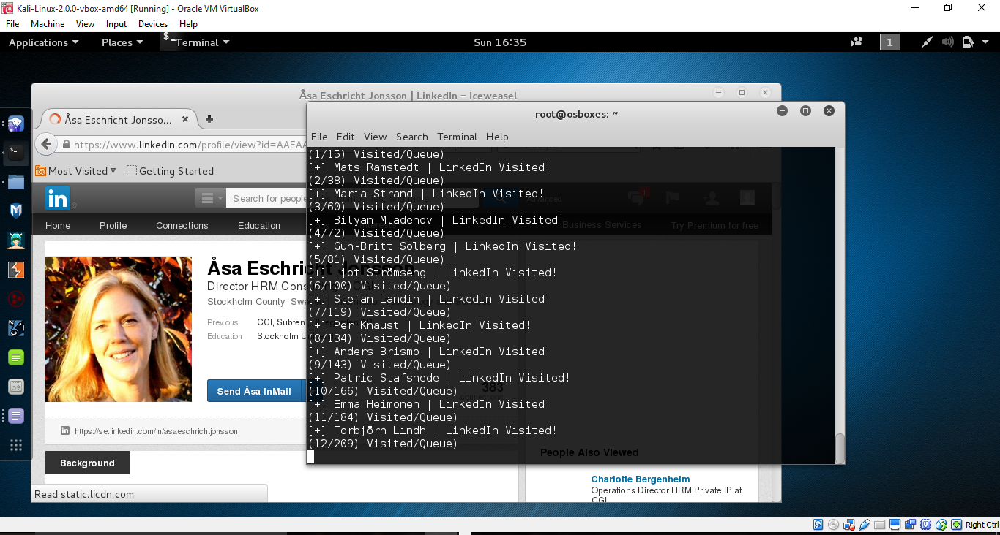 Kali-Linux-2.0.0-vbox-amd64 [Running] - Oracle VM VirtualBox
File Machine View Input Devices Help
Applications Places Terminal Sun 16:35 1
Åsa Eschricht Jonsson | LinkedIn - Iceweasel
Åsa Eschricht Jonsso...
https://www.linkedin.com/profile/view?id=AAEAA
Most Visited Getting Started
in Search for people Advanced 1
Home Profile Connections Education Business Services Try Premium for free
Åsa Eschricht Jonsson
Director HRM Cons
Stockholm County, Swe
Previous CGI, Subten
Education Stockholm U
Send Åsa InMail
383
connections
https://se.linkedin.com/in/asaeschrichtjonsson
Background
People Also Viewed
Charlotte Bergenheim
Operations Director HRM Private IP at
CGI
Read static.licdn.com
root@osboxes: ~
File Edit View Search Terminal Help
(1/15) Visited/Queue)
[+] Mats Ramstedt | LinkedIn Visited!
(2/38) Visited/Queue)
[+] Maria Strand | LinkedIn Visited!
(3/60) Visited/Queue)
[+] Bilyan Mladenov | LinkedIn Visited!
(4/72) Visited/Queue)
[+] Gun-Britt Solberg | LinkedIn Visited!
(5/81) Visited/Queue)
[+] Ljot Strömseng | LinkedIn Visited!
(6/100) Visited/Queue)
[+] Stefan Landin | LinkedIn Visited!
(7/119) Visited/Queue)
[+] Per Knaust | LinkedIn Visited!
(8/134) Visited/Queue)
[+] Anders Brismo | LinkedIn Visited!
(9/143) Visited/Queue)
[+] Patric Stafshede | LinkedIn Visited!
(10/166) Visited/Queue)
[+] Emma Heimonen | LinkedIn Visited!
(11/184) Visited/Queue)
[+] Torbjörn Lindh | LinkedIn Visited!
(12/209) Visited/Queue)
Right Ctrl